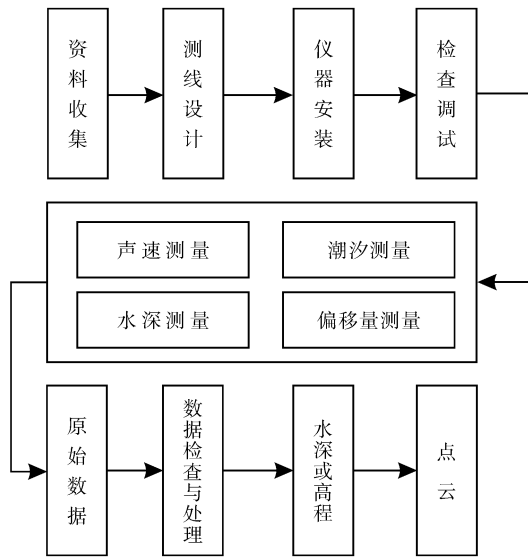 资料收集
测线设计
仪器安装
检查调试
声速测量
潮汐测量
水深测量
偏移量测量
原始数据
数据检查与处理
水深或高程
点云